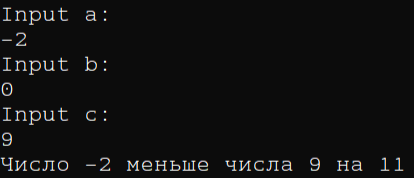 Input a:
-2
Input b:
0
Input c:
9
Число -2 меньше числа 9 на 11